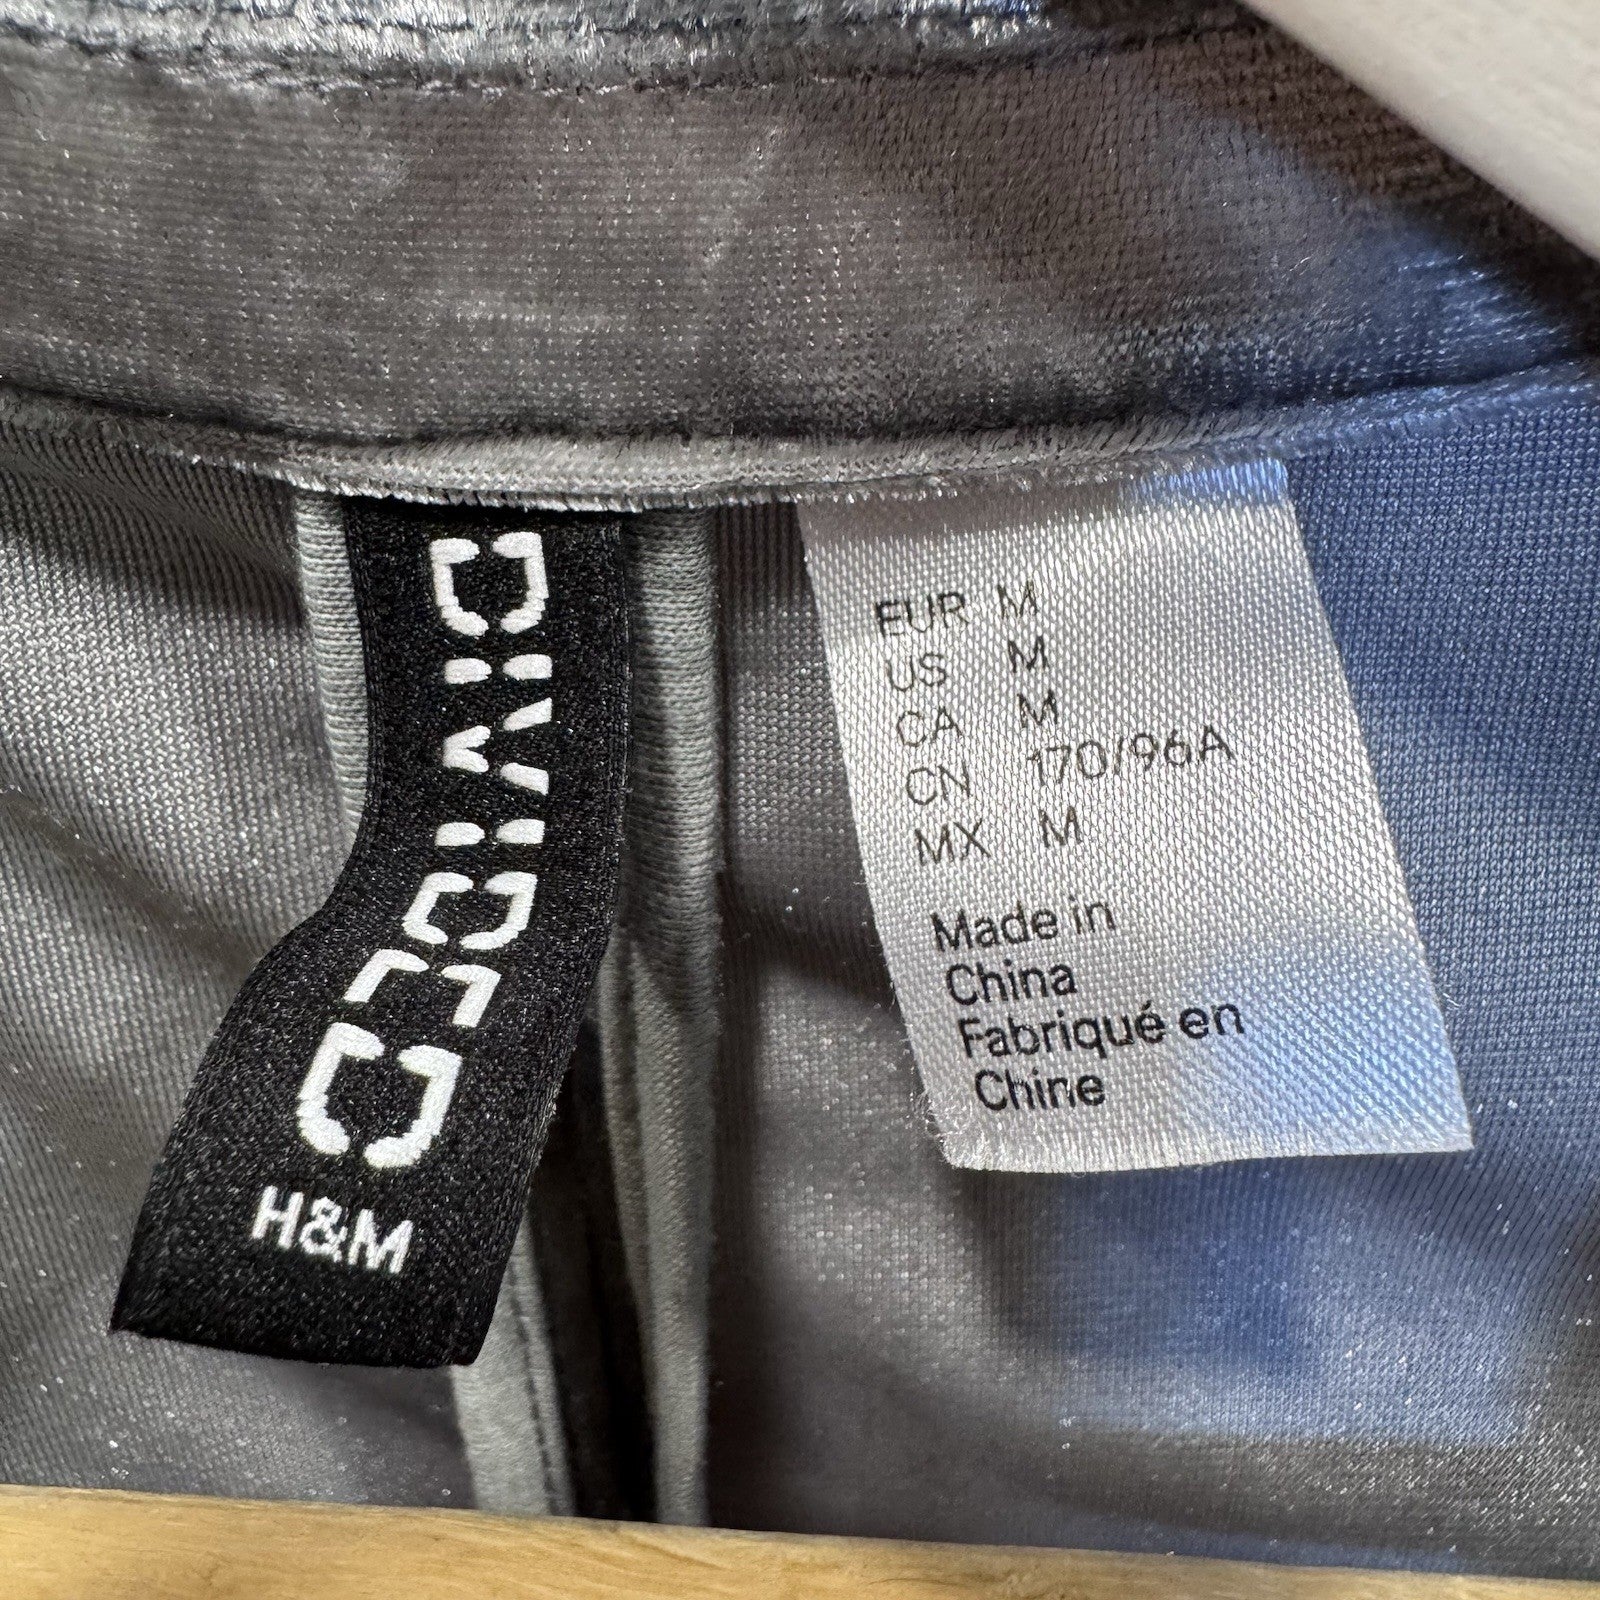 DIVIDED
H&M
EUR M
US M
CA M
CN 170/96A
MX M
Made in
China
Fabriqué en
Chine